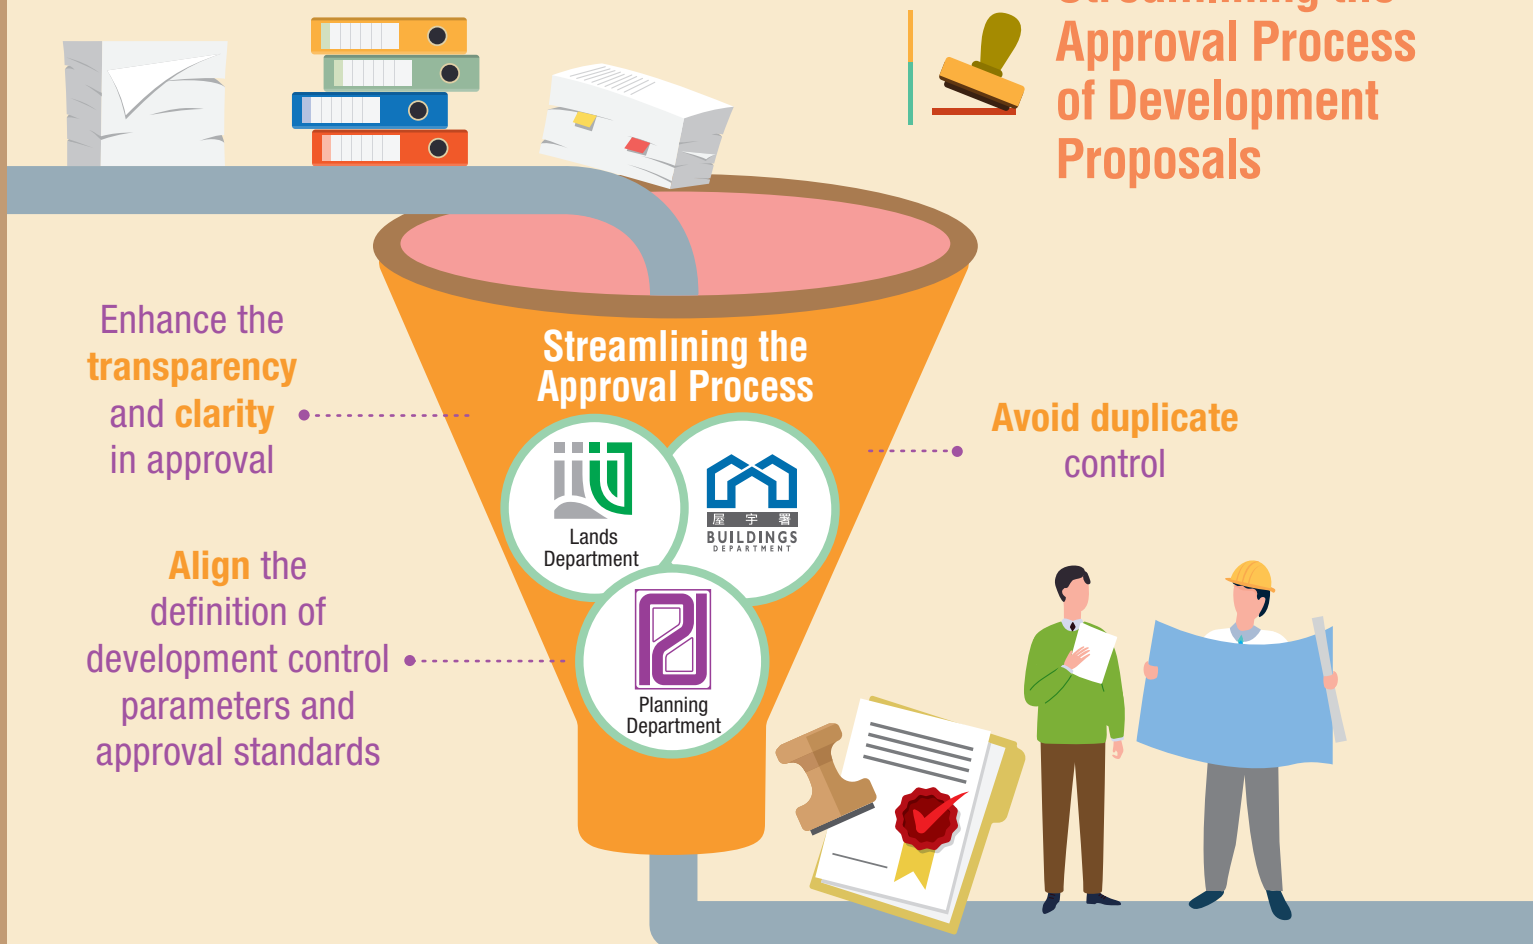 Streamlining the
Approval Process
of Development
Proposals
Enhance the
transparency
and clarity
in approval
Align the
definition of
development control
parameters and
approval standards
Streamlining the
Approval Process
Lands
Department
屋宇署
BUILDINGS
DEPARTMENT
Planning
Department
Avoid duplicate
control